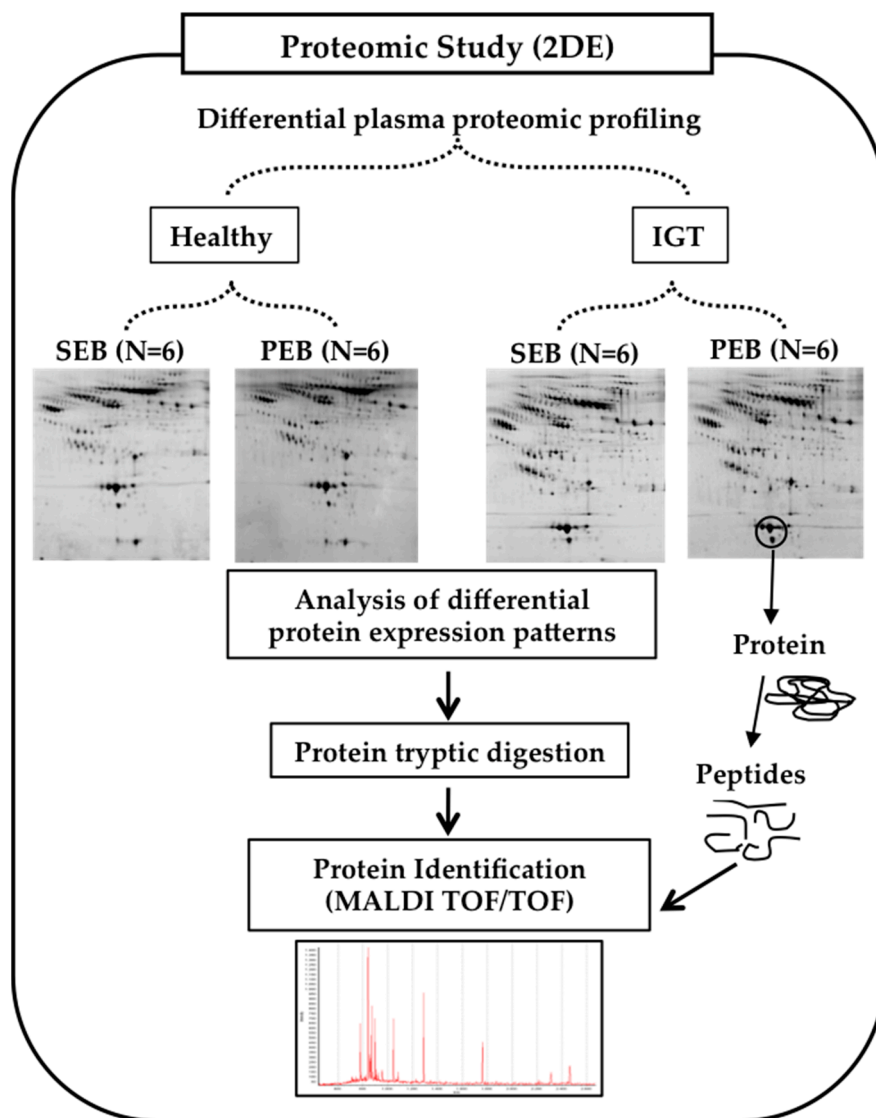 Proteomic Study (2DE)
Differential plasma proteomic profiling
Healthy
IGT
SEB (N=6)
PEB (N=6)
SEB (N=6)
PEB (N=6)
Analysis of differential
protein expression patterns
Protein
Protein tryptic digestion
Peptides
Protein Identification
(MALDI TOF/TOF)